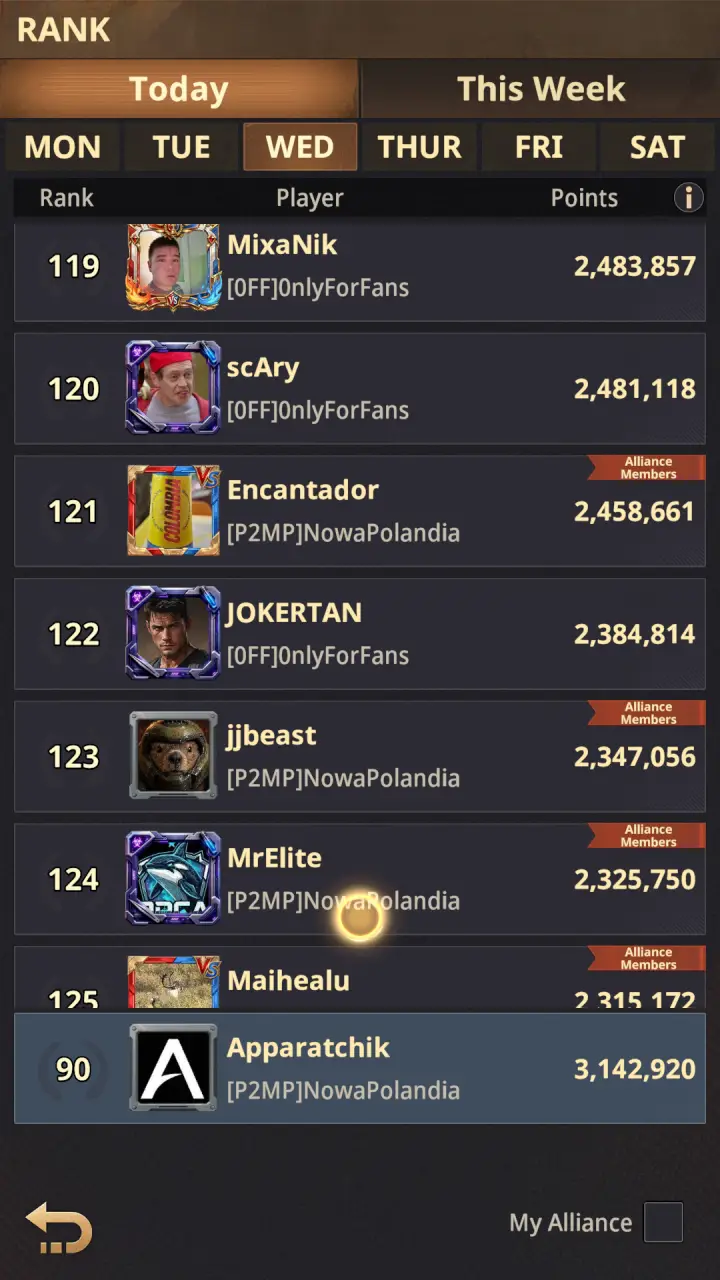 RANK
Today
This Week
MON TUE WED THUR FRI SAT
Rank Player Points i
119 MixaNik 2,483,857
[0FF]0nlyForFans
120 scAry 2,481,118
[0FF]0nlyForFans
Alliance
Members
121 Encantador 2,458,661
[P2MP]NowaPolandia
COLOMBIA
VS
122 JOKERTAN 2,384,814
[0FF]0nlyForFans
Alliance
Members
123 jjbeast 2,347,056
[P2MP]NowaPolandia
Alliance
Members
124 MrElite 2,325,750
[P2MP]NowaPolandia
Alliance
Members
125 Maihealu 2,315,172
VS
90 Apparatchik 3,142,920
[P2MP]NowaPolandia
My Alliance